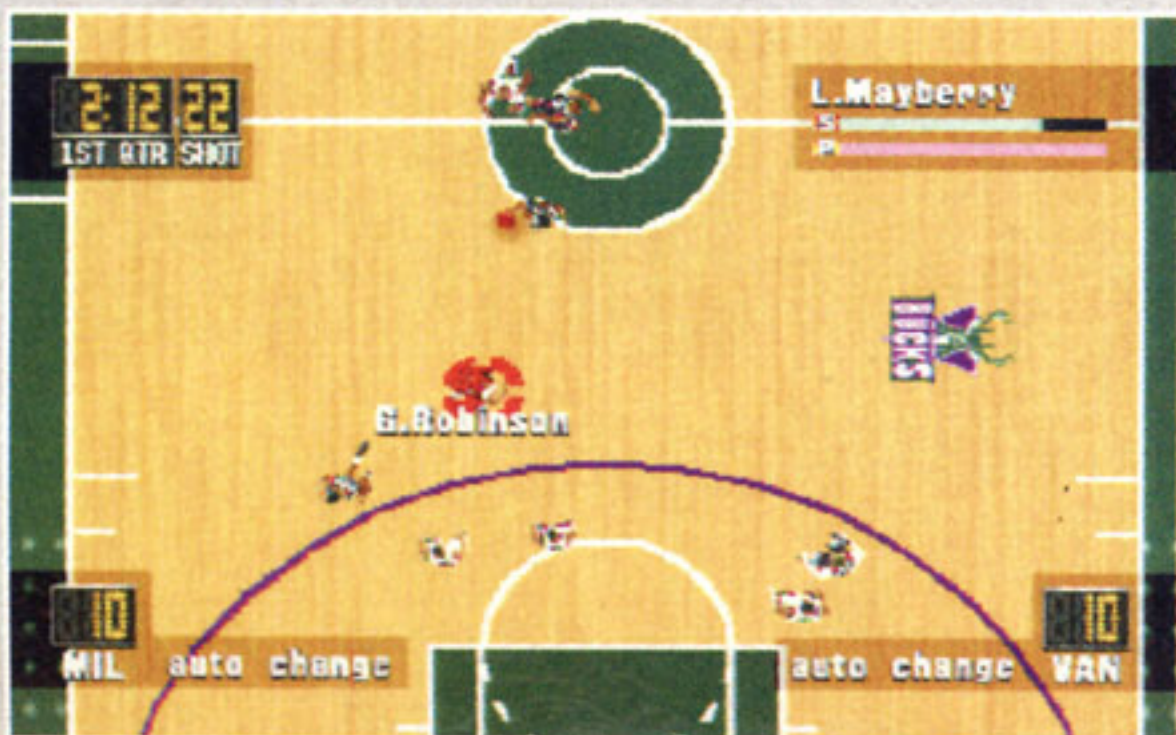 2:12 22
1ST QTR SHOT
L.Mayberry
S
P
BUCKS
G.Robinson
10
MIL auto change
10
auto change VAN